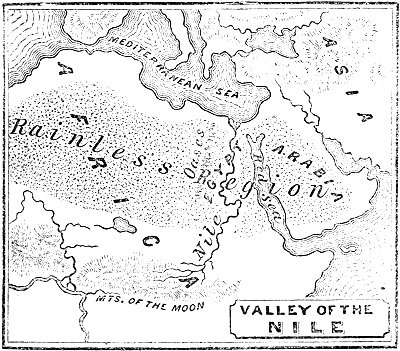 MEDITERRANEAN SEA
ASIA
AFRICA
Rainless Region
Oases
EGYPT
ARABIA
Red Sea
Nile
MTS. OF THE MOON
VALLEY OF THE
NILE